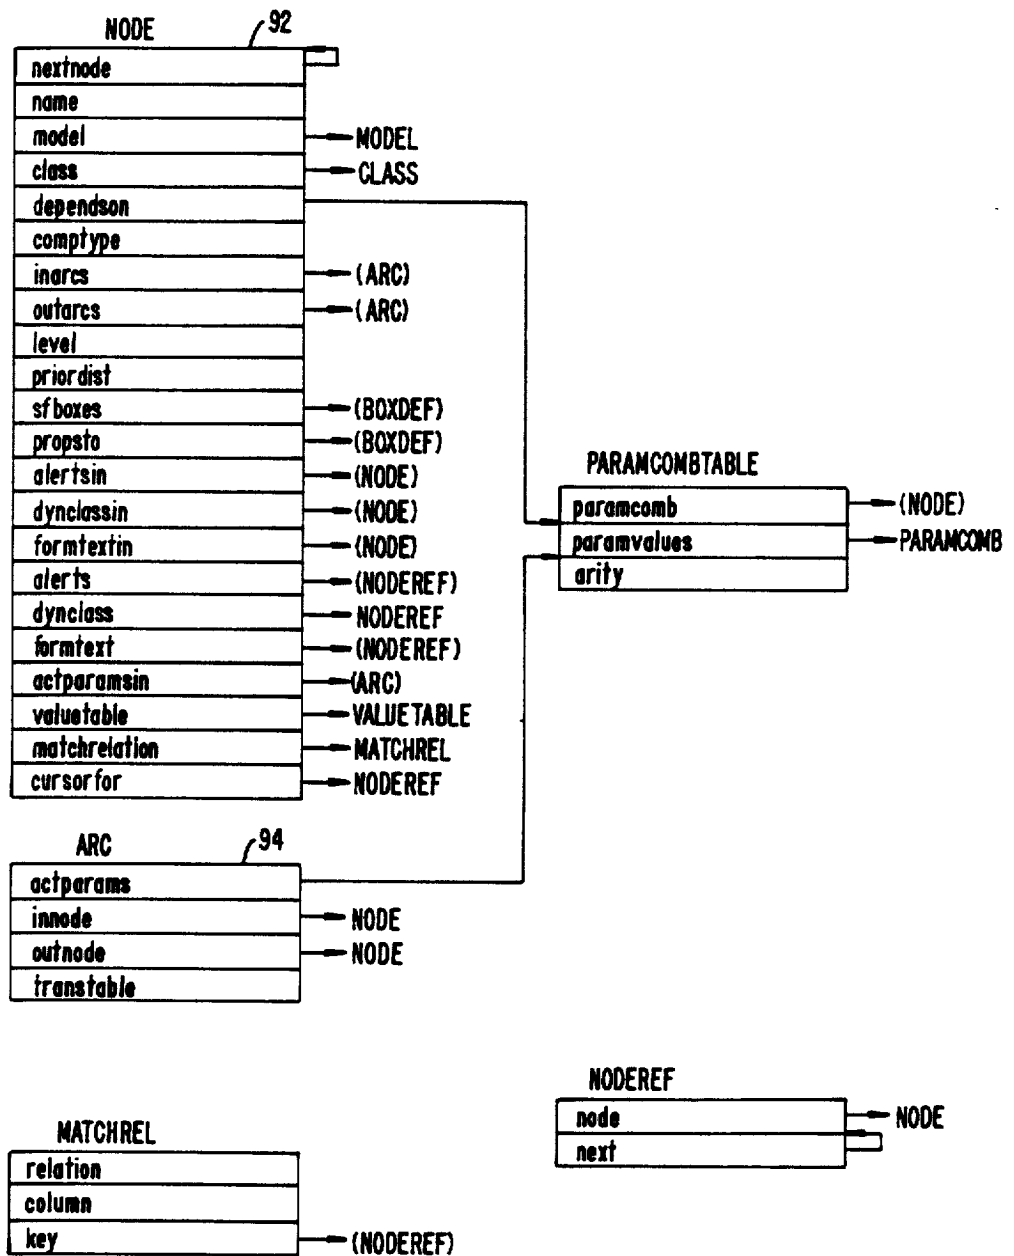 NODE 92
nextnode
name
model MODEL
class CLASS
dependson
comptype
inarcs (ARC)
outarcs (ARC)
level
priordist
sfboxes (BOXDEF)
propsto (BOXDEF)
alertsin (NODE)
dynclassin (NODE)
formtextin (NODE)
alerts (NODEREF)
dynclass NODEREF
formtext (NODEREF)
actparamsin (ARC)
valuetable VALUETABLE
matchrelation MATCHREL
cursorfor NODEREF
PARAMCOMBTABLE
paramcomb (NODE)
paramvalues PARAMCOMB
arity
ARC 94
actparams
innode NODE
outnode NODE
transtable
NODEREF
node NODE
next
MATCHREL
relation
column
key (NODEREF)